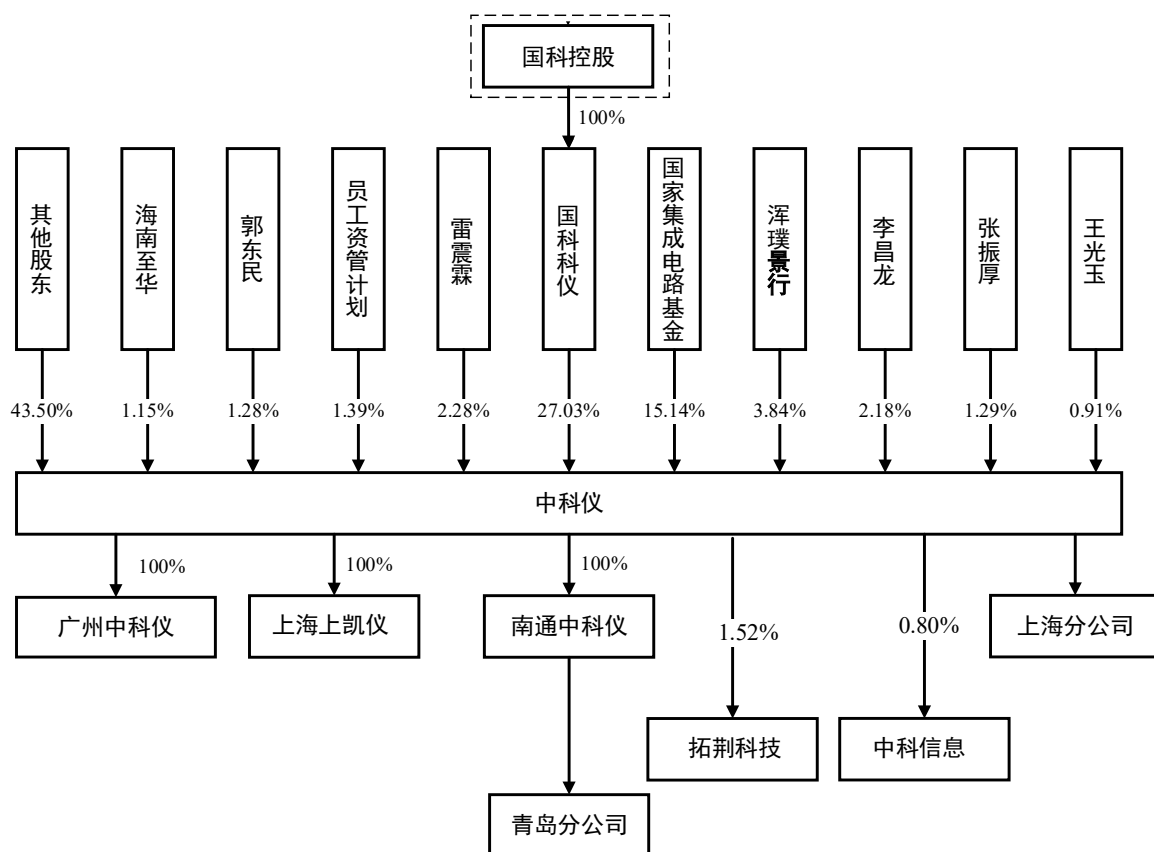 国科控股
100%
其他股东
海南至华
郭东民
员工资管计划
雷震霖
国科科仪
国家集成电路基金
浑璞景行
李昌龙
张振厚
王光玉
43.50%
1.15%
1.28%
1.39%
2.28%
27.03%
15.14%
3.84%
2.18%
1.29%
0.91%
中科仪
100%
100%
100%
广州中科仪
上海上凯仪
南通中科仪
1.52%
0.80%
上海分公司
拓荆科技
中科信息
青岛分公司